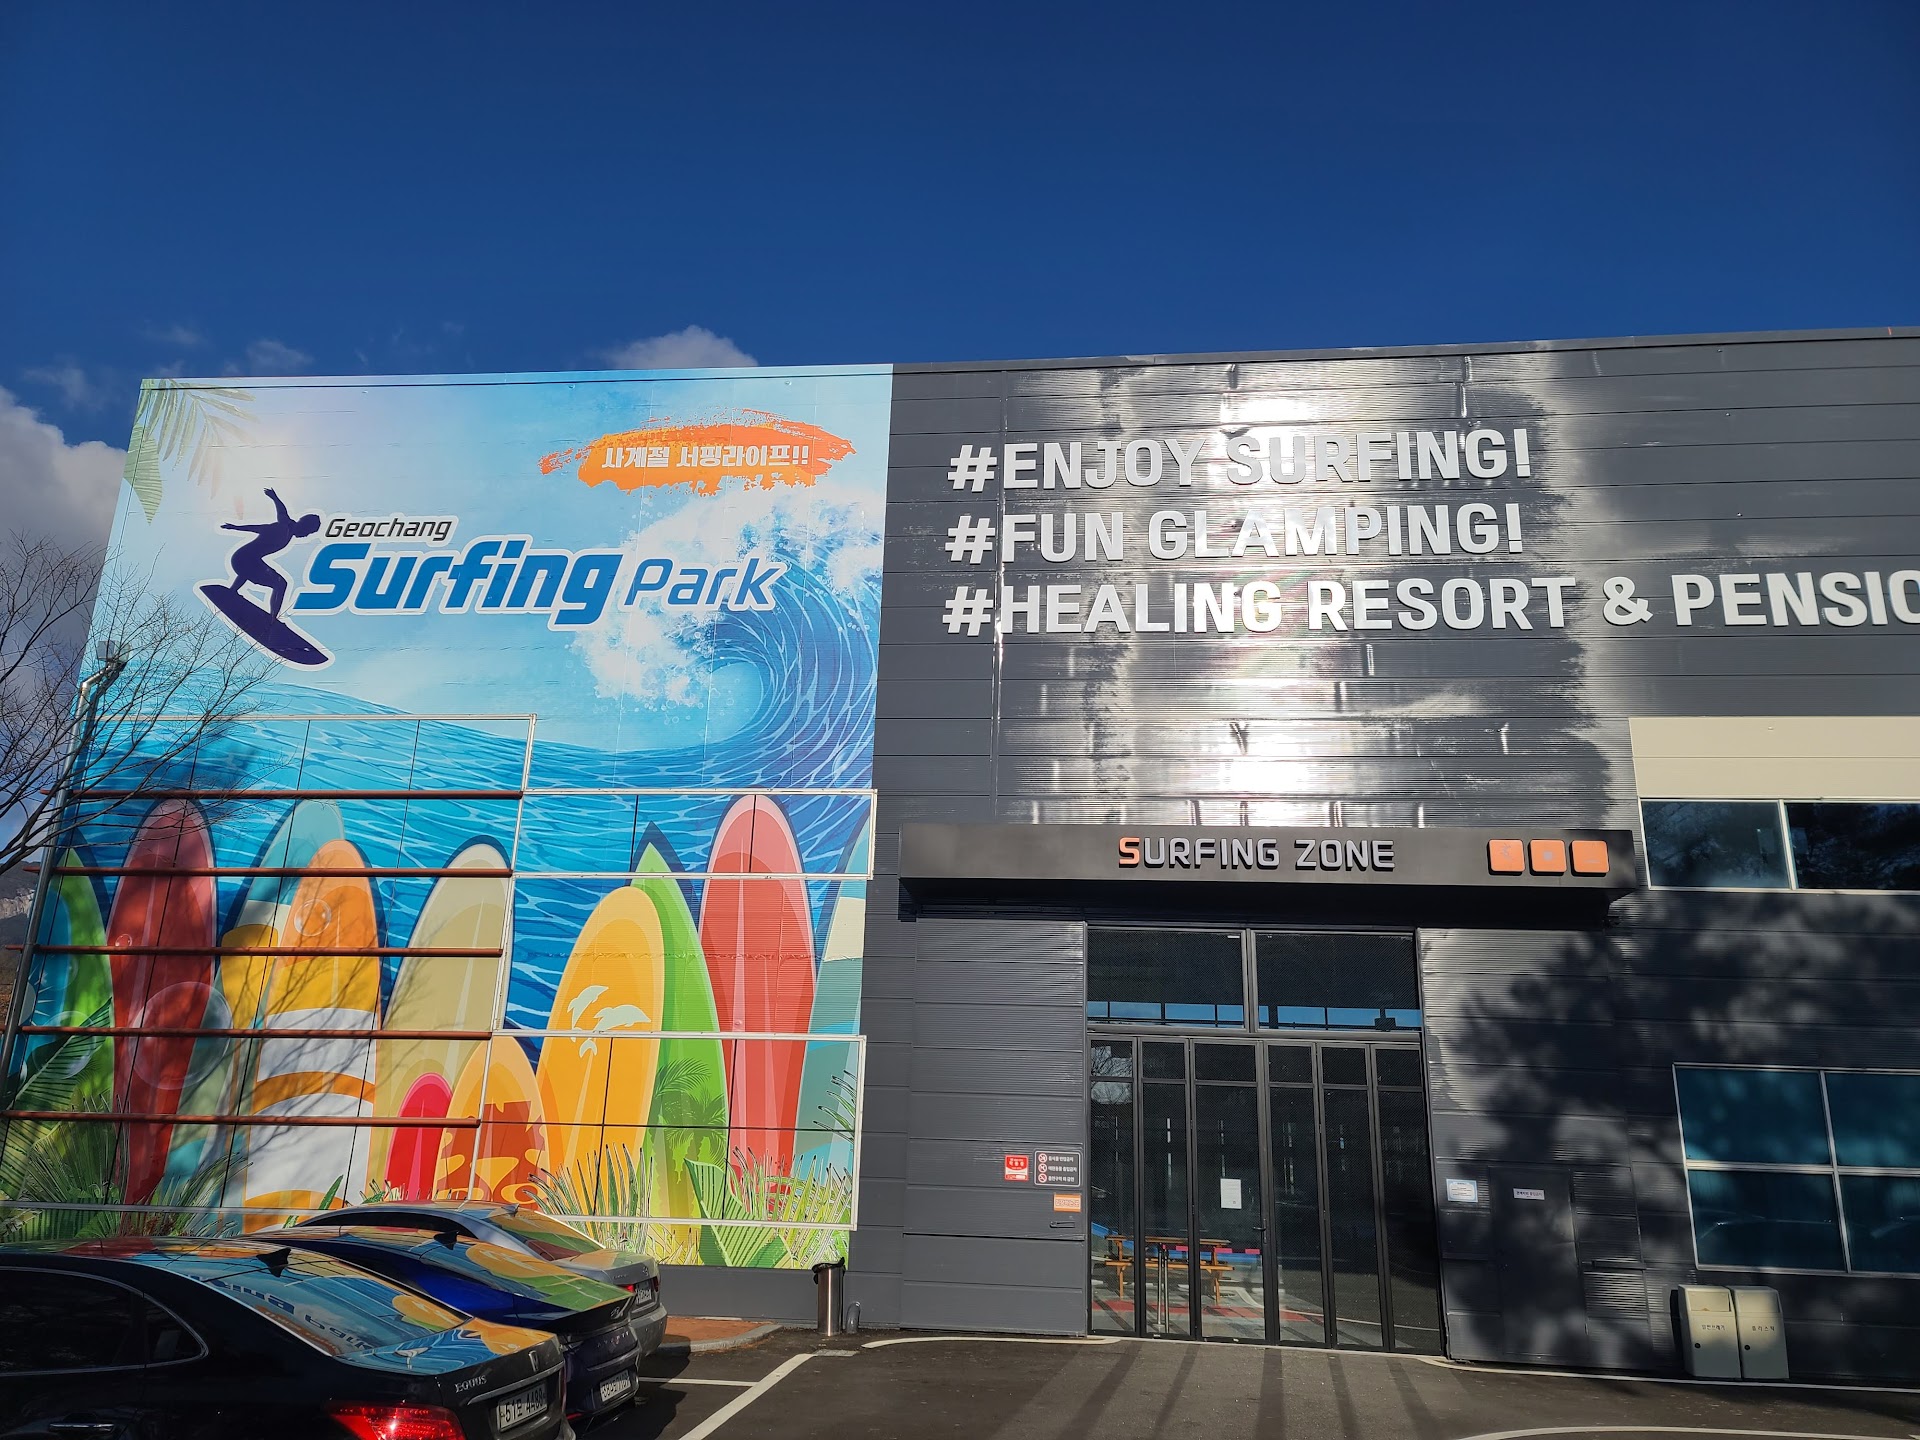 사계절 서핑라이프!!
Geochang
Surfing Park
#ENJOY SURFING!
#FUN GLAMPING!
#HEALING RESORT & PENSIO
SURFING ZONE
EQUUS